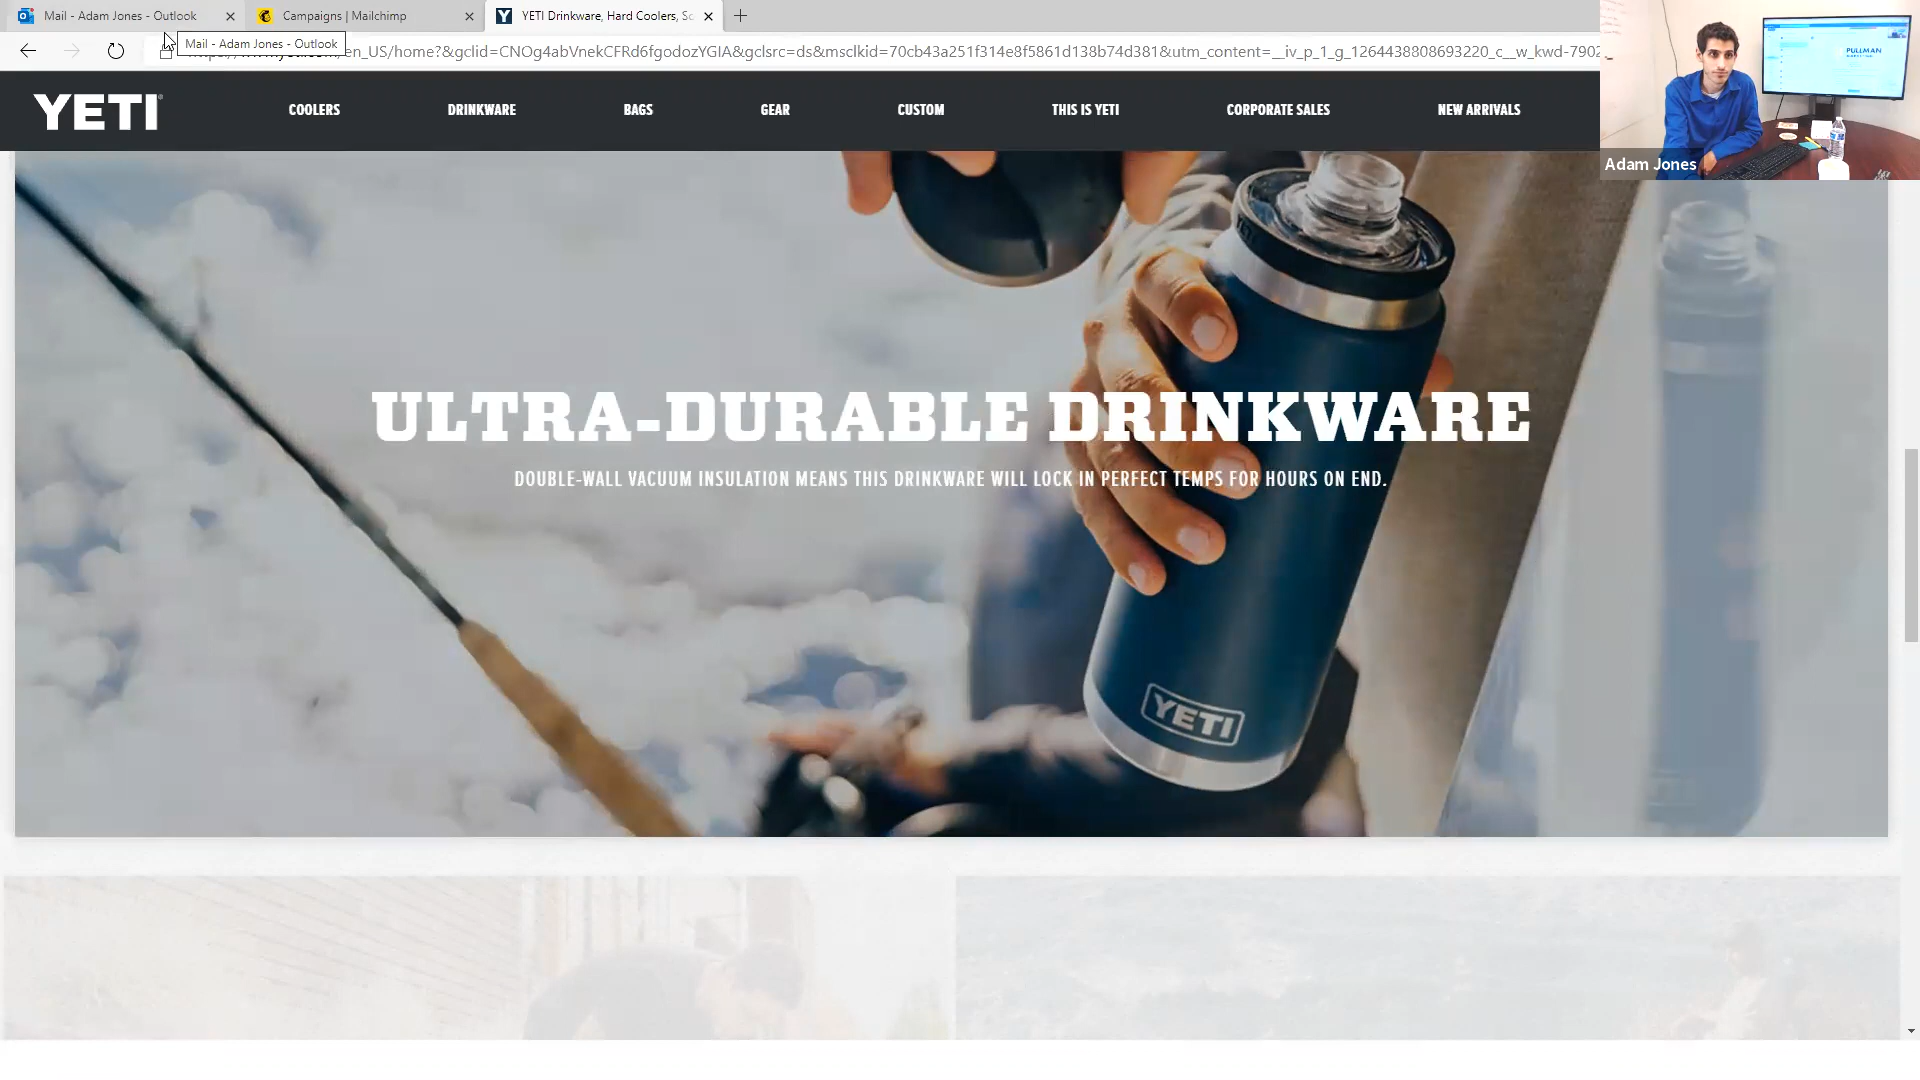 Mail - Adam Jones - Outlook
Campaigns | Mailchimp
YETI Drinkware, Hard Coolers, Sc
Mail - Adam Jones - Outlook
en_US/home?&gclid=CNOg4abVnekCFRd6fgodozYGIA&gclsrc=ds&msclkid=70cb43a251f314e8f5861d138b74d381&utm_content=__iv_p_1_g_1264438808693220_c__w_kwd-7902
YETI
COOLERS
DRINKWARE
BAGS
GEAR
CUSTOM
THIS IS YETI
CORPORATE SALES
NEW ARRIVALS
PULLMAN
Adam Jones
ULTRA-DURABLE DRINKWARE
DOUBLE-WALL VACUUM INSULATION MEANS THIS DRINKWARE WILL LOCK IN PERFECT TEMPS FOR HOURS ON END.
YETI